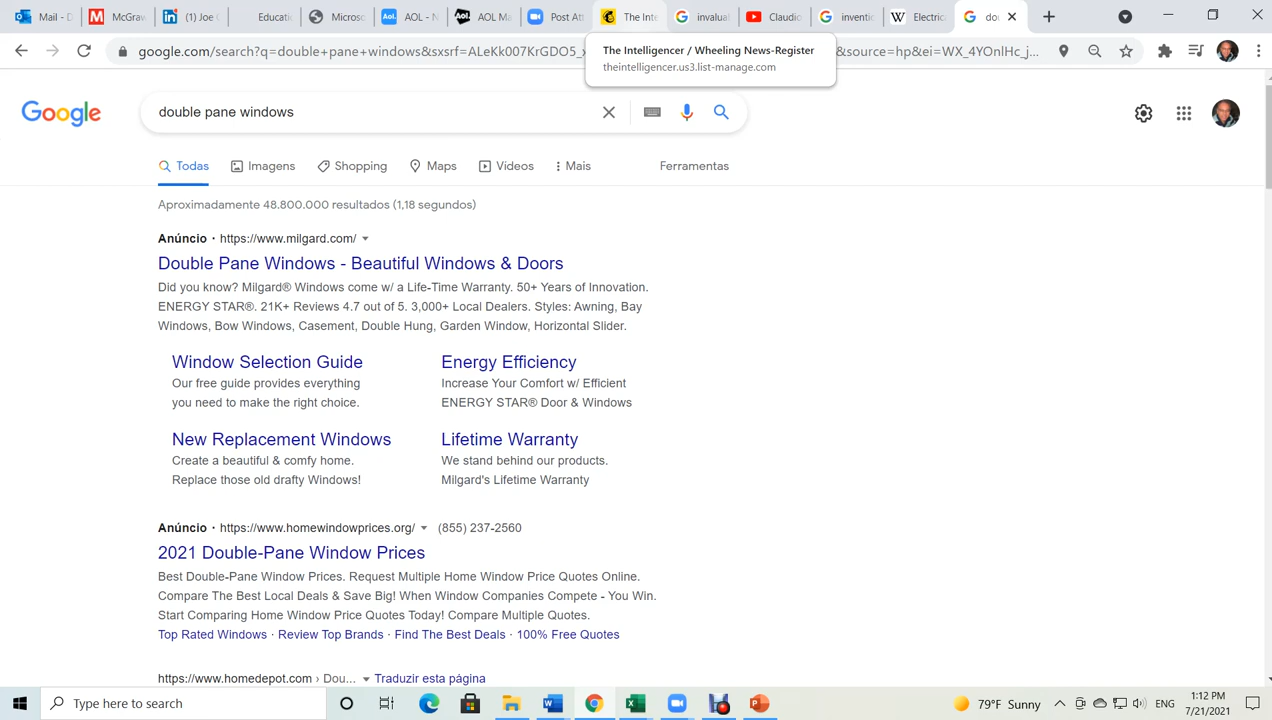 Mail - D
McGraw
(1) Joe C
Educati
Microso
AOL - N
AOL Ma
Post Att
The Inte
invalual
Claudio
inventio
Electrica
dou
google.com/search?q=double+pane+windows&sxsrf=ALeKk007KrGDO5_x
&source=hp&ei=WX_4YOnlHc_j...
The Intelligencer / Wheeling News-Register
theintelligencer.us3.list-manage.com
Google
double pane windows
Todas
Imagens
Shopping
Maps
Vídeos
Mais
Ferramentas
Aproximadamente 48.800.000 resultados (1,18 segundos)
Anúncio · https://www.milgard.com/
Double Pane Windows - Beautiful Windows & Doors
Did you know? Milgard® Windows come w/ a Life-Time Warranty. 50+ Years of Innovation.
ENERGY STAR®. 21K+ Reviews 4.7 out of 5. 3,000+ Local Dealers. Styles: Awning, Bay
Windows, Bow Windows, Casement, Double Hung, Garden Window, Horizontal Slider.
Window Selection Guide
Our free guide provides everything
you need to make the right choice.
Energy Efficiency
Increase Your Comfort w/ Efficient
ENERGY STAR® Door & Windows
New Replacement Windows
Create a beautiful & comfy home.
Replace those old drafty Windows!
Lifetime Warranty
We stand behind our products.
Milgard's Lifetime Warranty
Anúncio · https://www.homewindowprices.org/ (855) 237-2560
2021 Double-Pane Window Prices
Best Double-Pane Window Prices. Request Multiple Home Window Price Quotes Online.
Compare The Best Local Deals & Save Big! When Window Companies Compete - You Win.
Start Comparing Home Window Price Quotes Today! Compare Multiple Quotes.
Top Rated Windows · Review Top Brands · Find The Best Deals · 100% Free Quotes
https://www.homedepot.com › Dou... Traduzir esta página
Type here to search
79°F Sunny
ENG
1:12 PM
7/21/2021